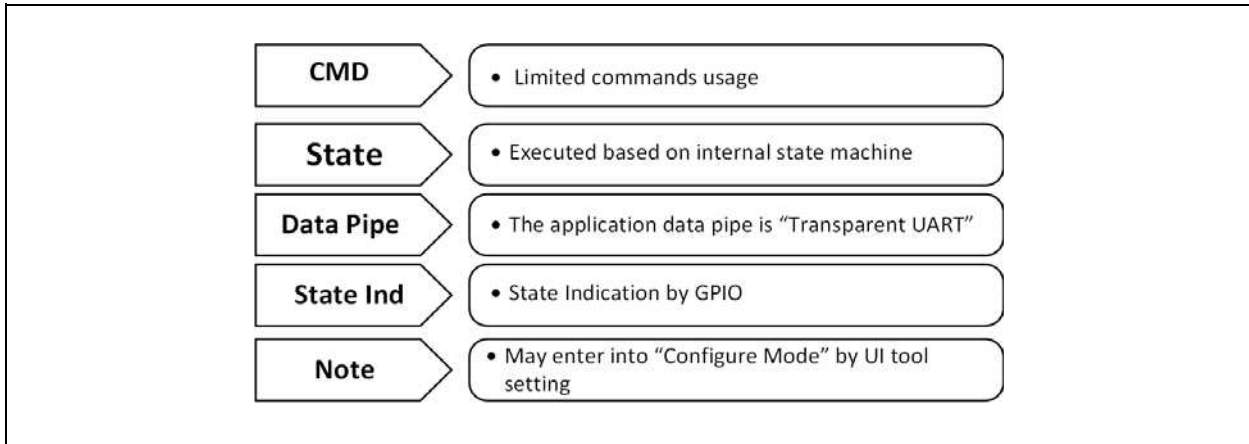 CMD
• Limited commands usage
State
• Executed based on internal state machine
Data Pipe
• The application data pipe is “Transparent UART”
State Ind
• State Indication by GPIO
Note
• May enter into “Configure Mode” by UI tool
setting